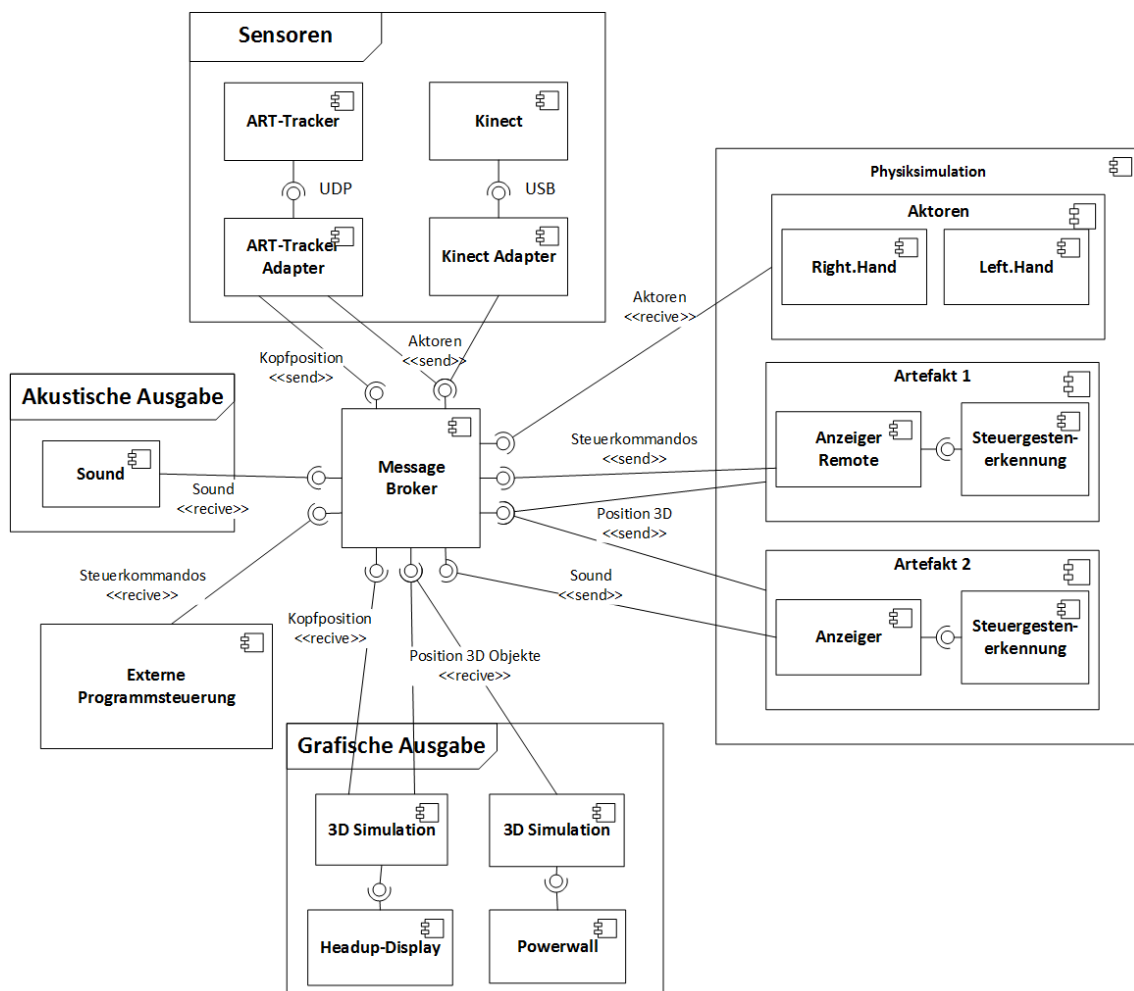 Sensoren
ART-Tracker
Kinect
UDP
USB
ART-Tracker
Adapter
Kinect Adapter
Kopfposition
<<send>>
Aktoren
<<send>>
Aktoren
<<recive>>
Physiksimulation
Aktoren
Right.Hand
Left.Hand
Akustische Ausgabe
Sound
Sound
<<recive>>
Message
Broker
Steuerkommandos
<<send>>
Position 3D
<<send>>
Sound
<<send>>
Artefakt 1
Anzeiger
Remote
Steuergesten-
erkennung
Artefakt 2
Anzeiger
Steuergesten-
erkennung
Steuerkommandos
<<recive>>
Externe
Programmsteuerung
Kopfposition
<<recive>>
Position 3D Objekte
<<recive>>
Grafische Ausgabe
3D Simulation
3D Simulation
Headup-Display
Powerwall